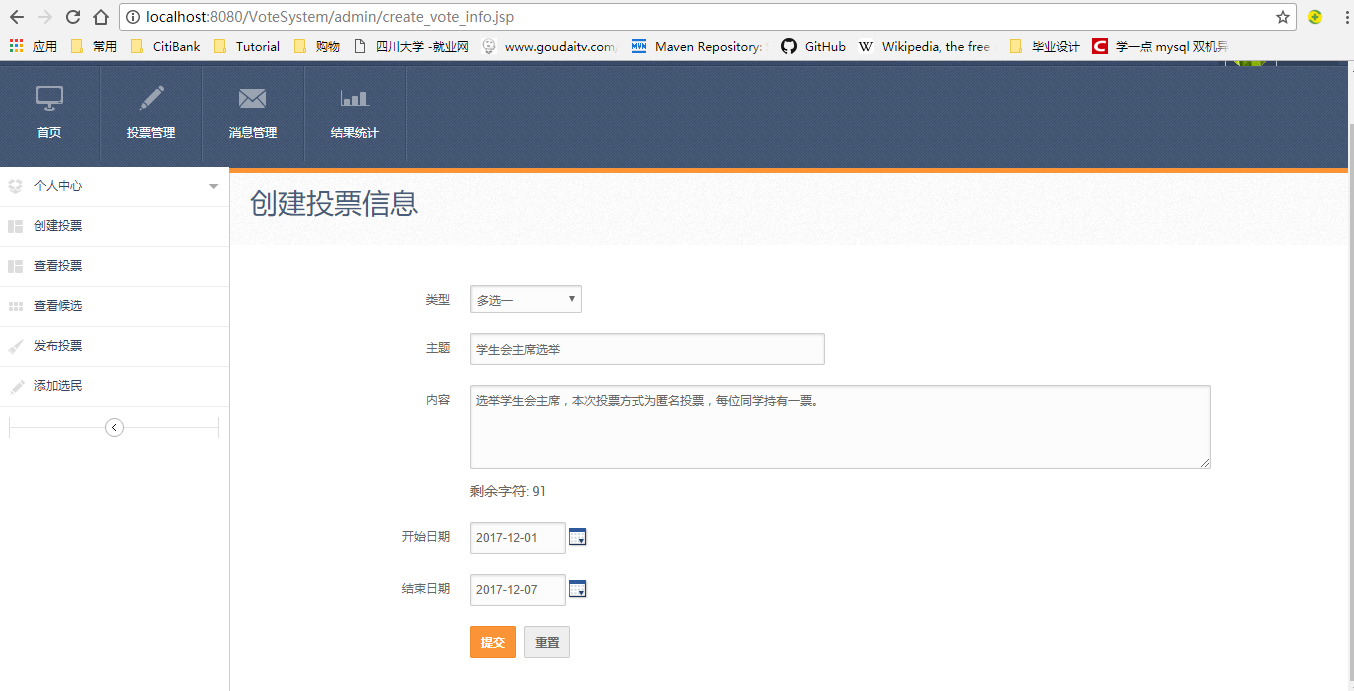 localhost:8080/VoteSystem/admin/create_vote_info.jsp
应用 常用 CitiBank Tutorial 购物 四川大学 -就业网 www.goudaitv.com/ Maven Repository: GitHub Wikipedia, the free 毕业设计 学一点 mysql 双机
首页 投票管理 消息管理 结果统计
个人中心
创建投票
查看投票
查看候选
发布投票
添加选民
创建投票信息
类型 多选一
主题 学生会主席选举
内容 选举学生会主席，本次投票方式为匿名投票，每位同学持有一票。
剩余字符: 91
开始日期 2017-12-01
结束日期 2017-12-07
提交 重置